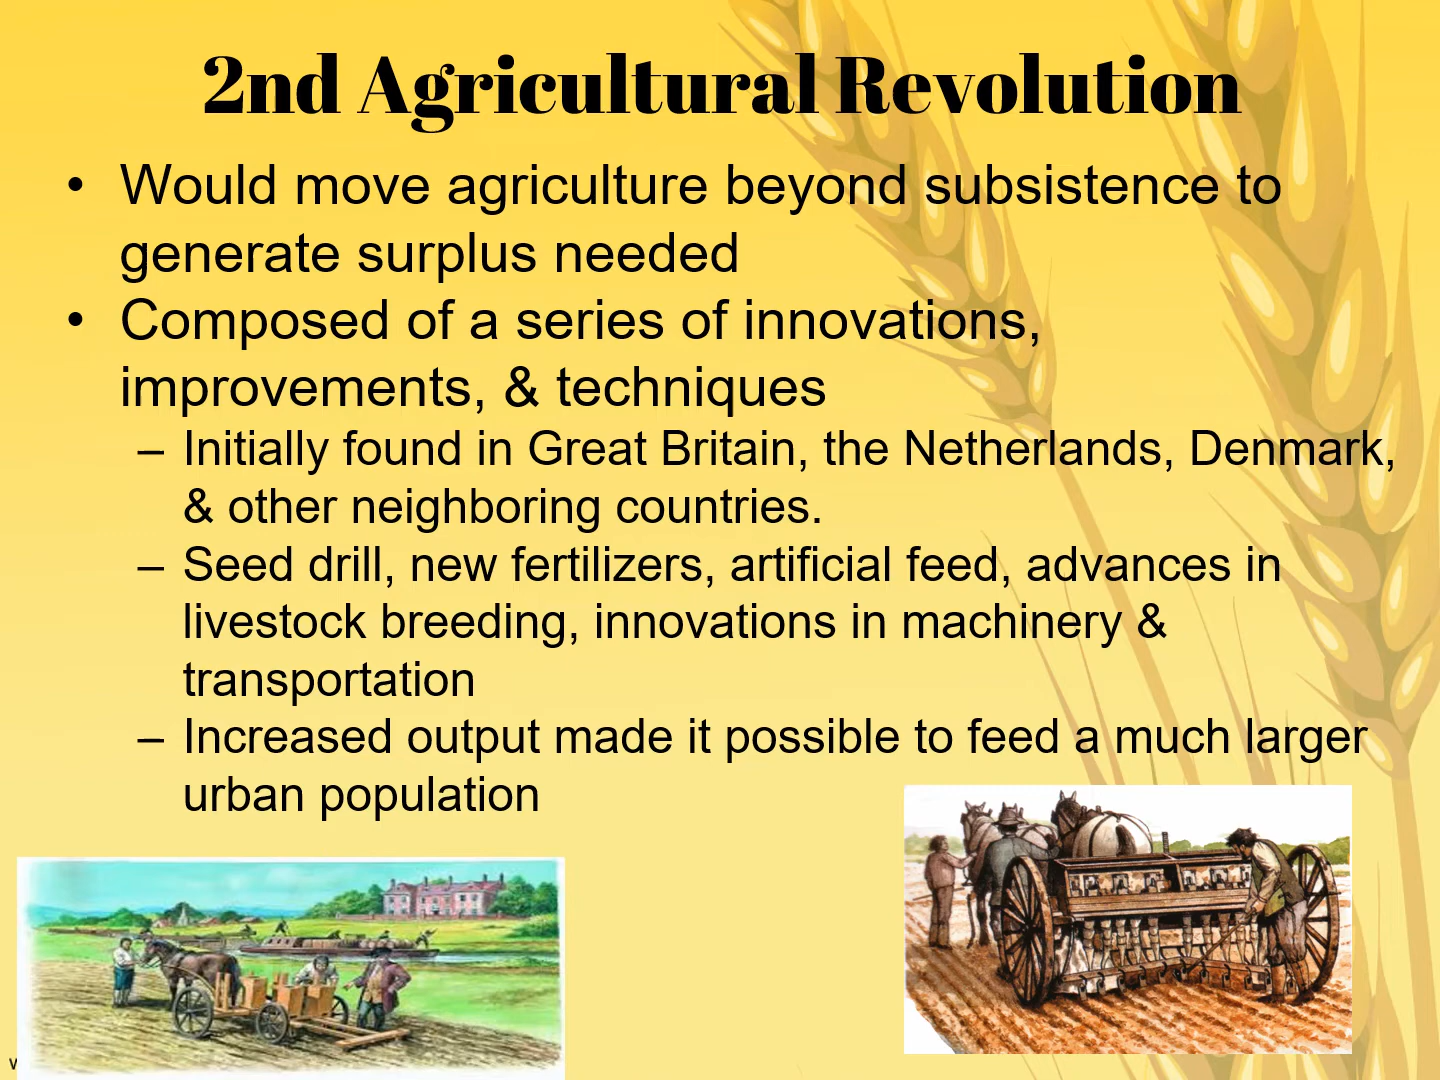 2nd Agricultural Revolution
• Would move agriculture beyond subsistence to
generate surplus needed
• Composed of a series of innovations,
improvements, & techniques
– Initially found in Great Britain, the Netherlands, Denmark,
& other neighboring countries.
– Seed drill, new fertilizers, artificial feed, advances in
livestock breeding, innovations in machinery &
transportation
– Increased output made it possible to feed a much larger
urban population